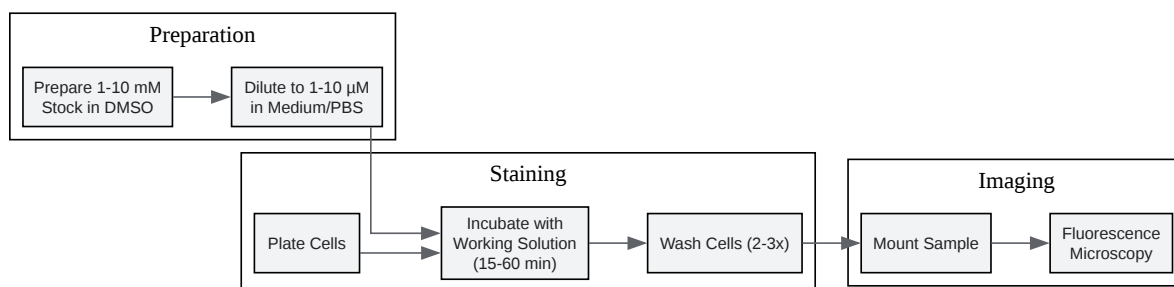 Preparation
Prepare 1-10 mM
Stock in DMSO
Dilute to 1-10 µM
in Medium/PBS
Staining
Plate Cells
Incubate with
Working Solution
(15-60 min)
Wash Cells (2-3x)
Imaging
Mount Sample
Fluorescence
Microscopy